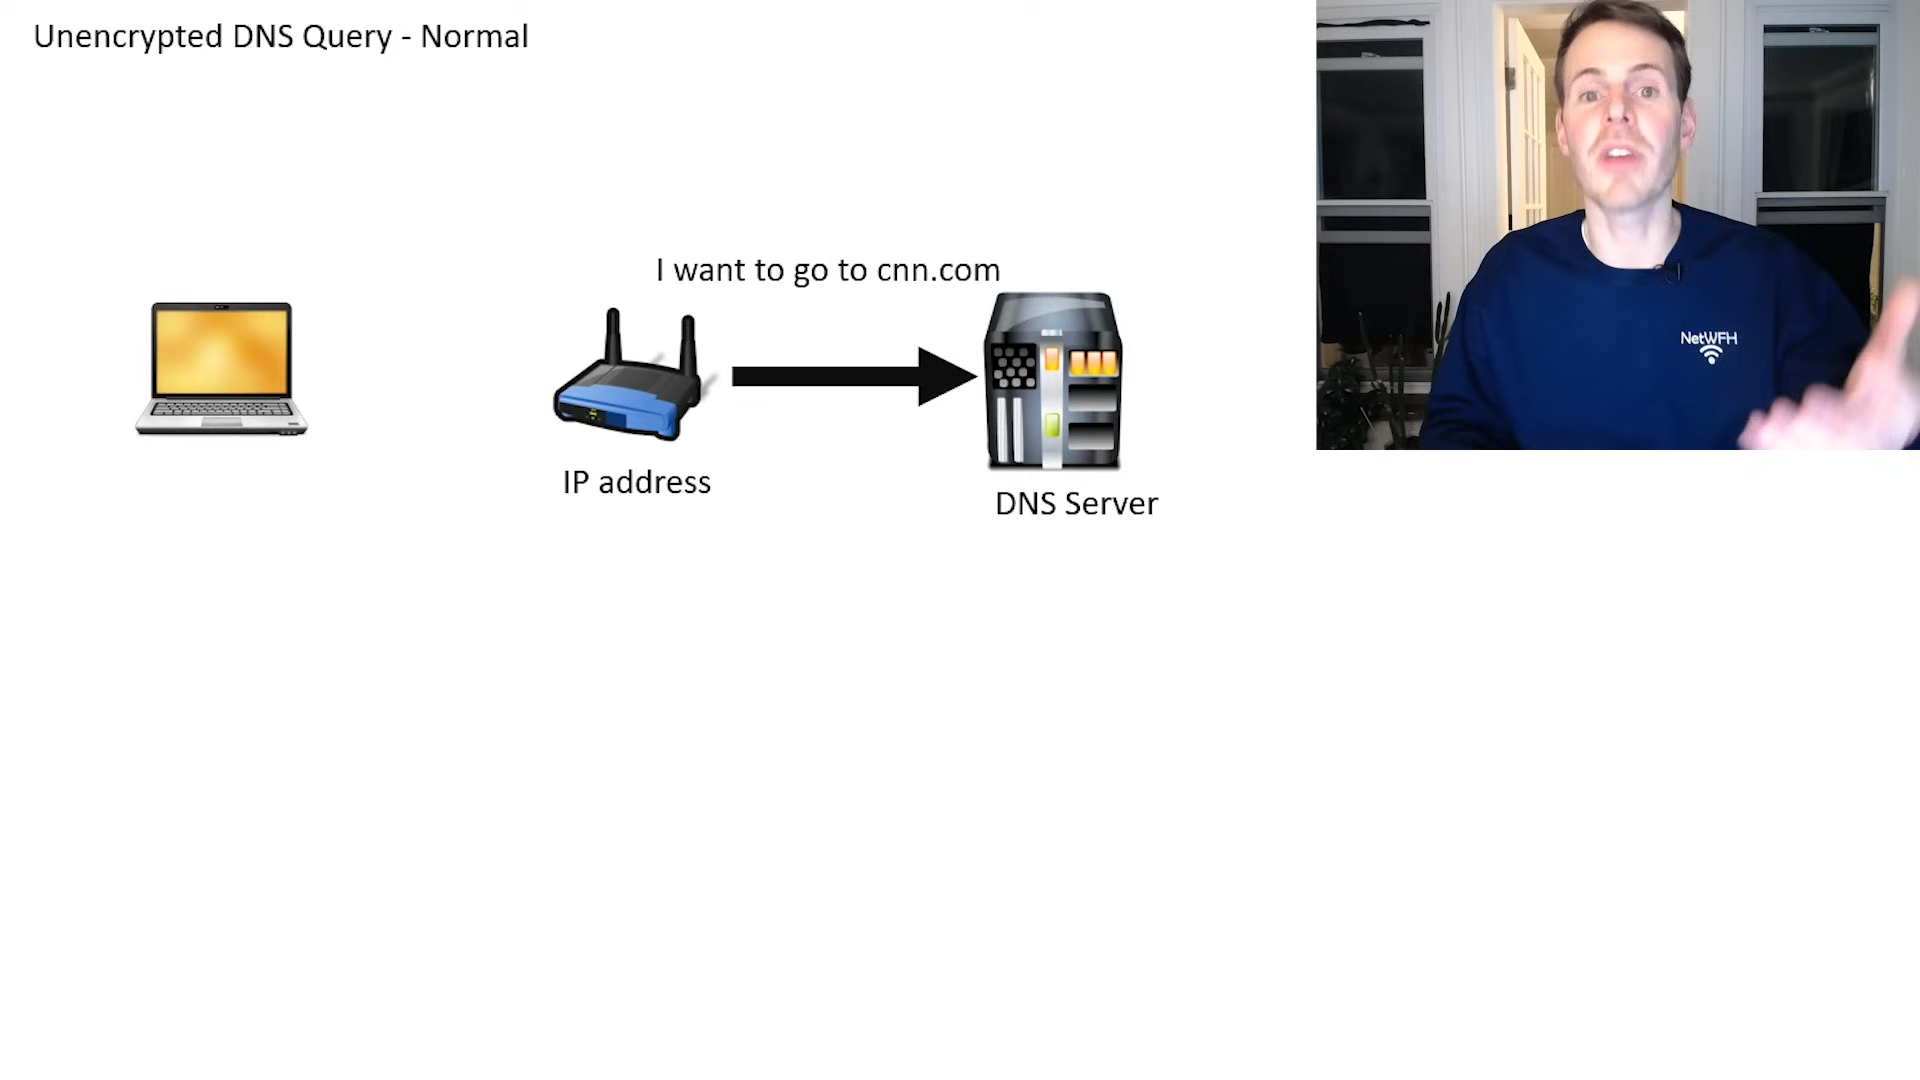 Unencrypted DNS Query - Normal
I want to go to cnn.com
IP address
DNS Server
NetWFH